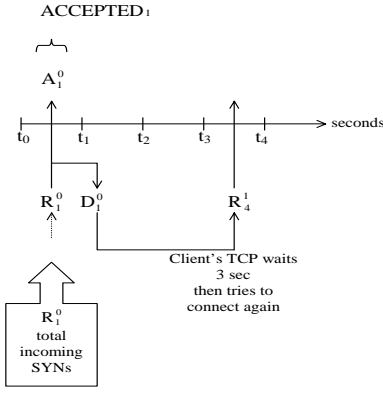 ACCEPTED₁
A₁⁰
t₀ t₁ t₂ t₃ t₄ seconds
R₁⁰ D₁⁰ R₄¹
Client's TCP waits
3 sec
then tries to
connect again
R₁⁰
total
incoming
SYNs